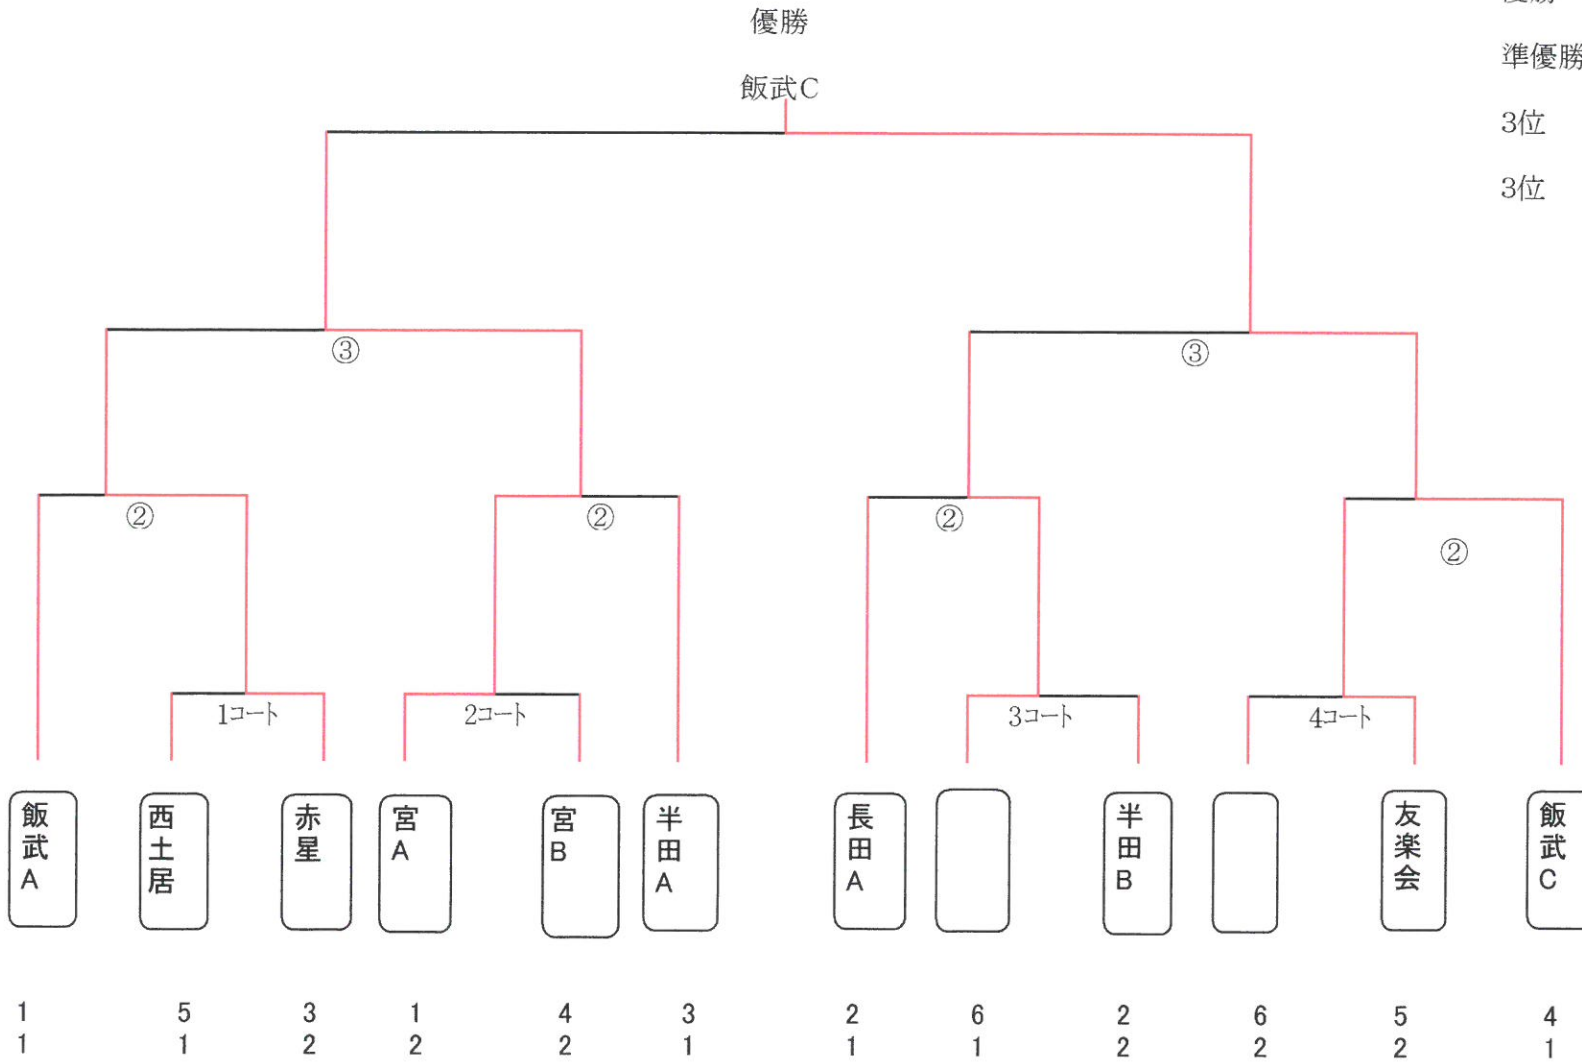 優勝
準優勝
飯武C
3位
3位
③ ③
② ② ② ②
1コート 2コート 3コート 4コート
飯武A 西土居 赤星 宮A 宮B 半田A 長田A 半田B 友楽会 飯武C
1 5 3 1 4 3 2 6 2 6 5 4
1 1 2 2 2 1 1 1 2 2 2 1